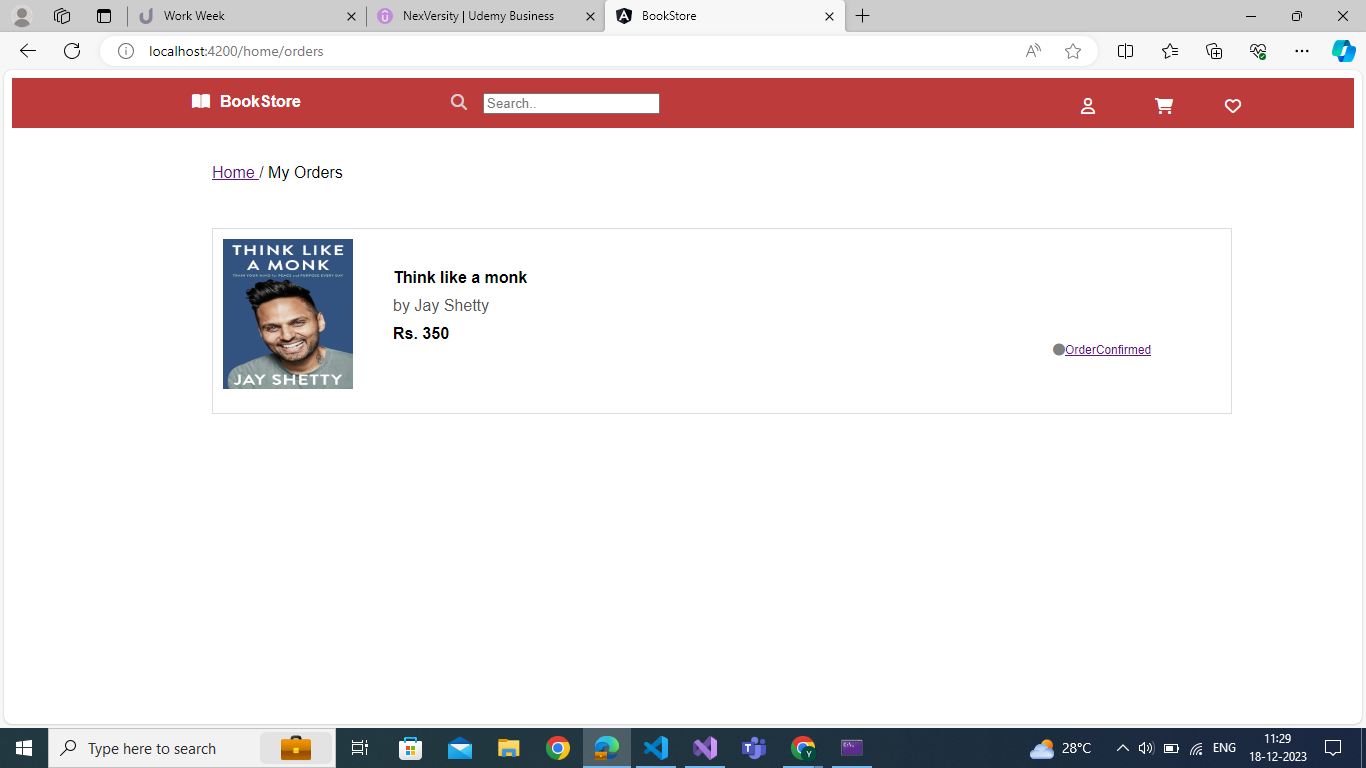 Work Week
NexVersity | Udemy Business
BookStore
localhost:4200/home/orders
BookStore
Search..
Home / My Orders
THINK LIKE
A MONK
TRAIN YOUR MIND for PEACE and PURPOSE EVERY DAY
JAY SHETTY
Think like a monk
by Jay Shetty
Rs. 350
OrderConfirmed
Type here to search
28°C
ENG
11:29
18-12-2023